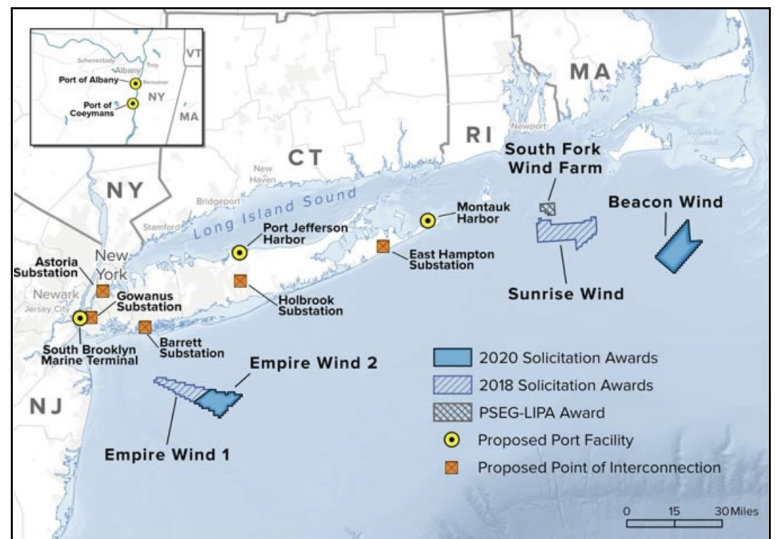 VT
Schenectady
Troy
Albany
Port of Albany
Rensselaer
NY
Port of
Coeymans
MA
MA
RI
Newport
South Fork
Wind Farm
CT
New
Haven
NY
Bridgeport
Long Island Sound
Beacon Wind
Stamford
Montauk
Harbor
Port Jefferson
Harbor
Astoria
Substation
New
York
East Hampton
Substation
Newark
Gowanus
Substation
Holbrook
Substation
Sunrise Wind
Jersey City
South Brooklyn
Marine Terminal
Barrett
Substation
Empire Wind 2
NJ
Empire Wind 1
2020 Solicitation Awards
2018 Solicitation Awards
PSEG-LIPA Award
Proposed Port Facility
Proposed Point of Interconnection
0 15 30 Miles